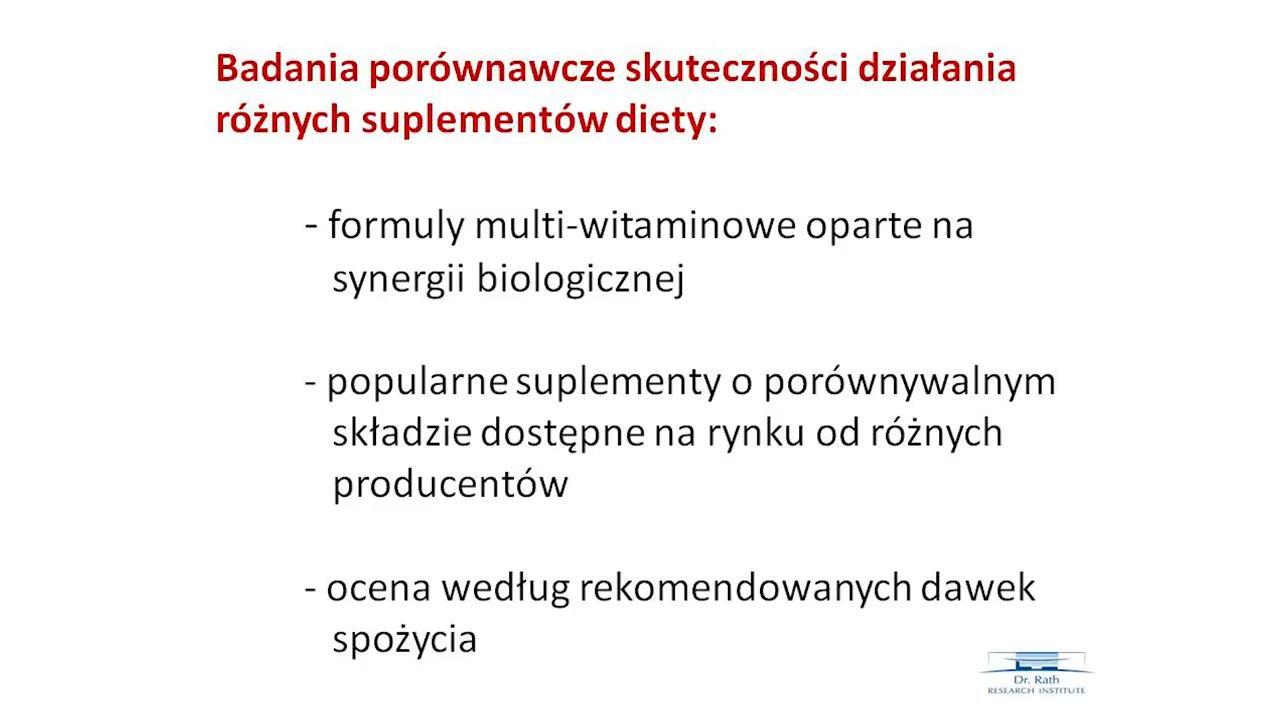 Badania porównawcze skuteczności działania
różnych suplementów diety:
- formuly multi-witaminowe oparte na
synergii biologicznej
- popularne suplementy o porównywalnym
składzie dostępne na rynku od różnych
producentów
- ocena według rekomendowanych dawek
spożycia
Dr. Rath
RESEARCH INSTITUTE